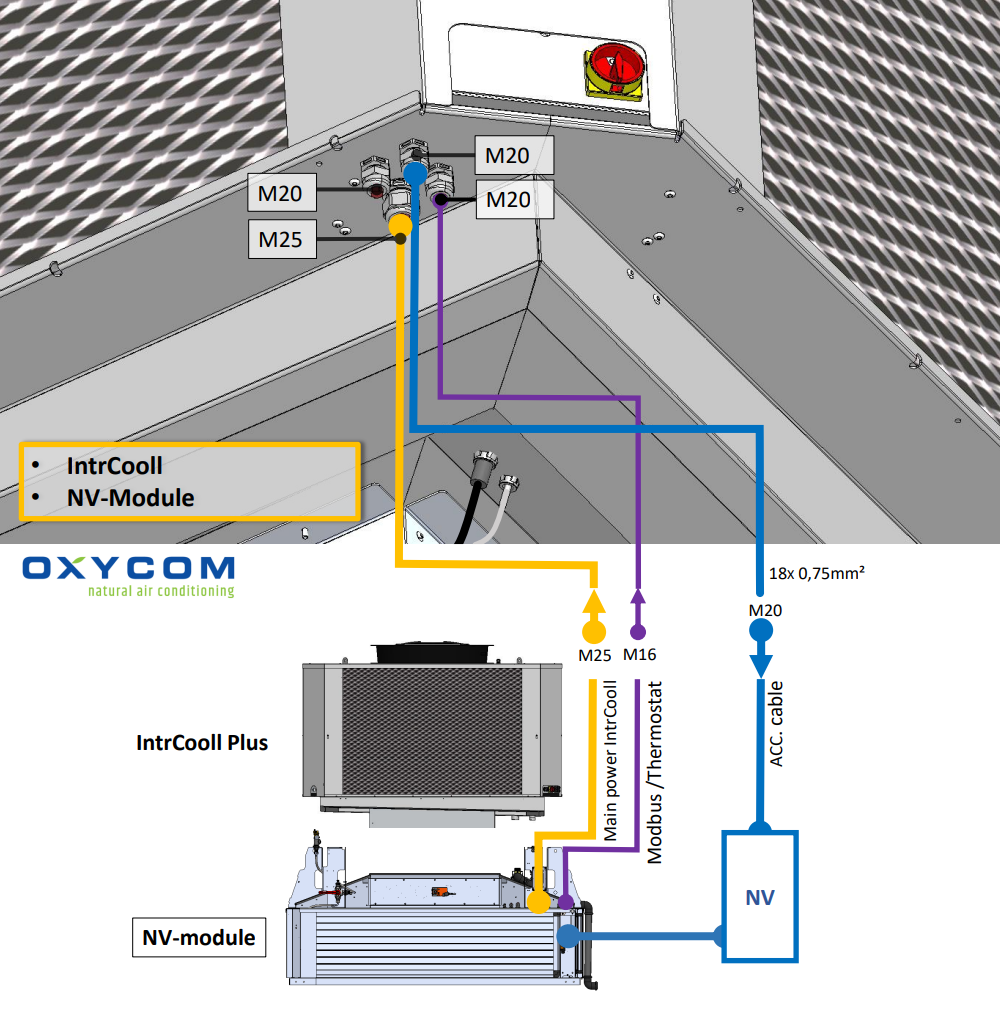 M20
M20
M20
M25
• IntrCooll
• NV-Module
OXYCOM
natural air conditioning
18x 0,75mm²
M20
M25
M16
Main power IntrCooll
Modbus /Thermostat
ACC. cable
IntrCooll Plus
NV
NV-module